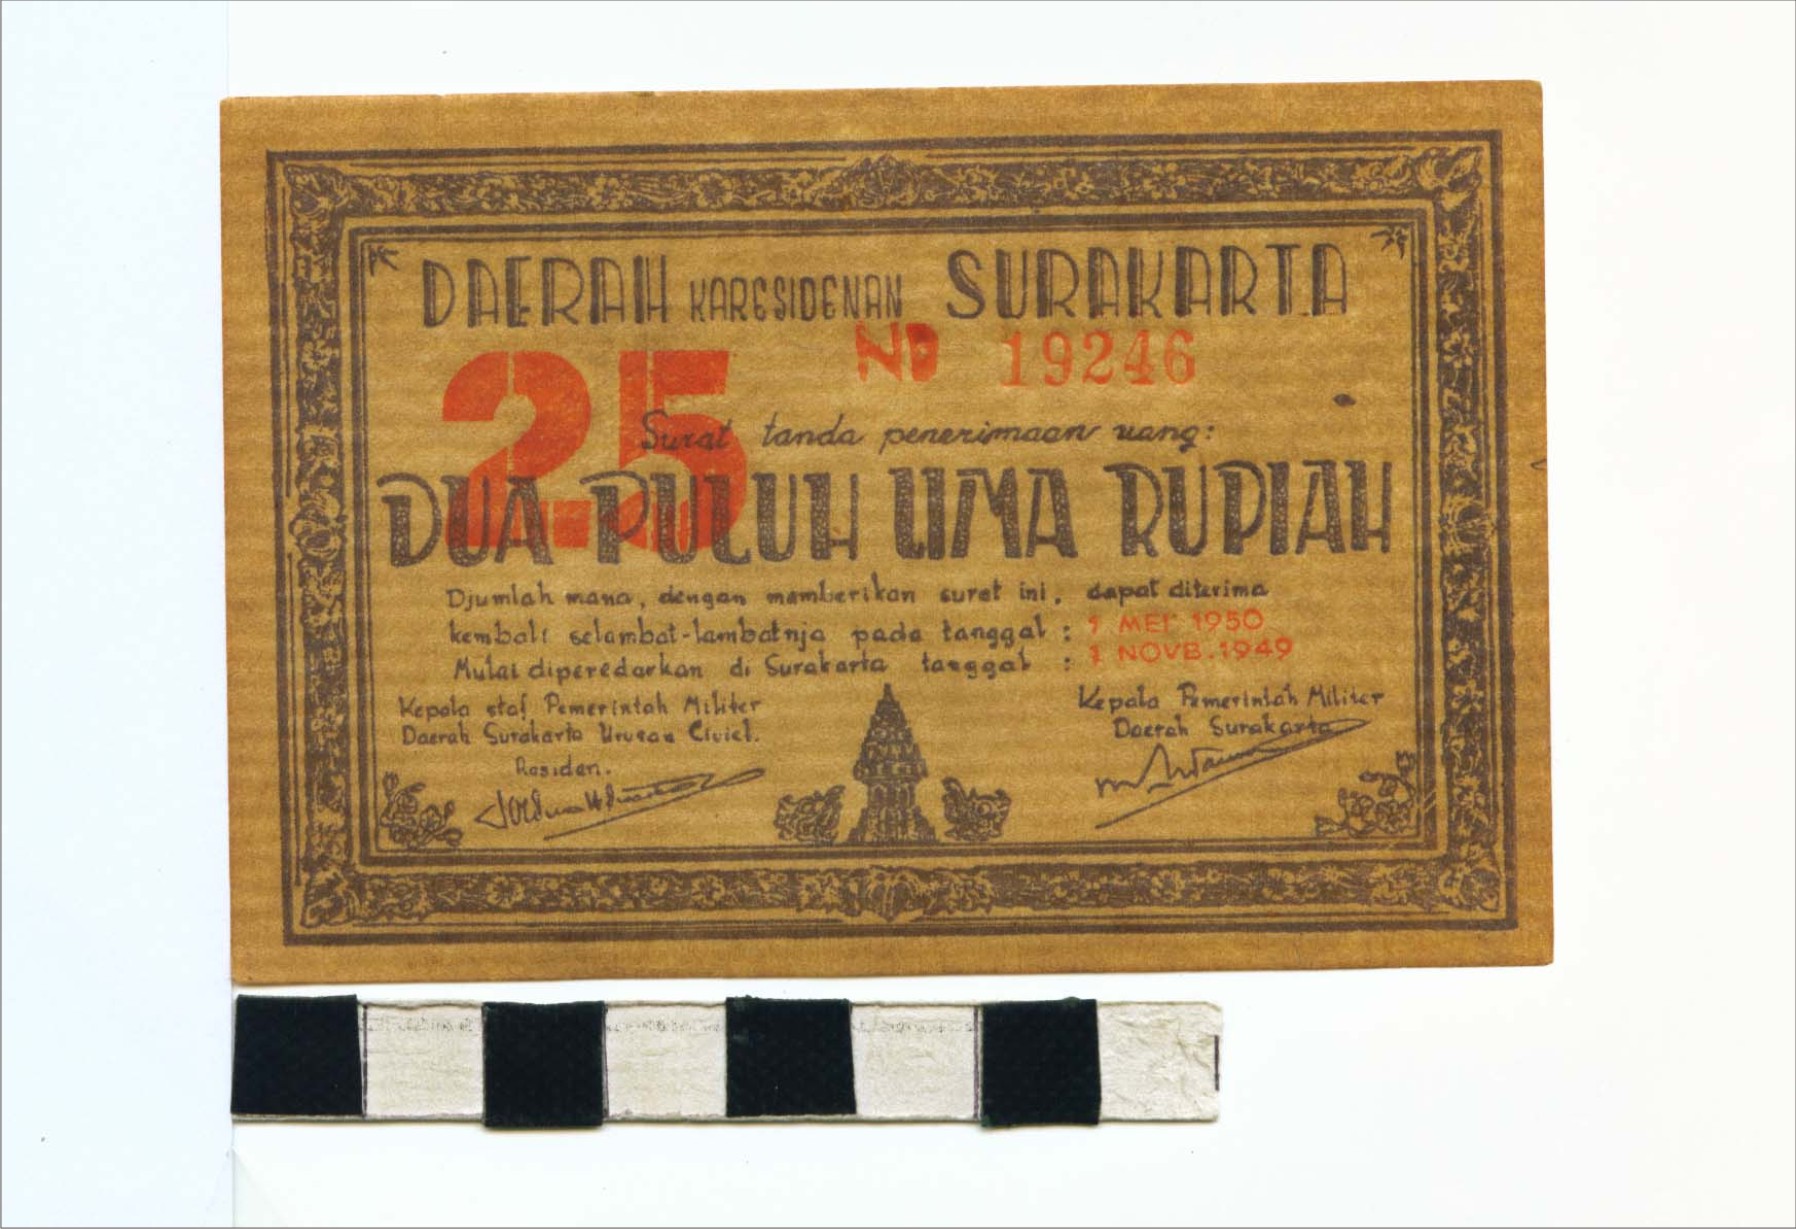 DAERAH KARESIDENAN SURAKARTA
25
No 19246
Surat tanda penerimaan uang:
DUA PULUH LIMA RUPIAH
Djumlah mana, dengan memberikan surat ini, dapat diterima
kembali selambat-lambatnja pada tanggal : 1 MEI 1950
Mulai diperedarkan di Surakarta tanggal : 1 NOVB. 1949
Kepala staf Pemerintah Militer
Daerah Surakarta Urusan Civiel.
Residen.
Kepala Pemerintah Militer
Daerah Surakarta